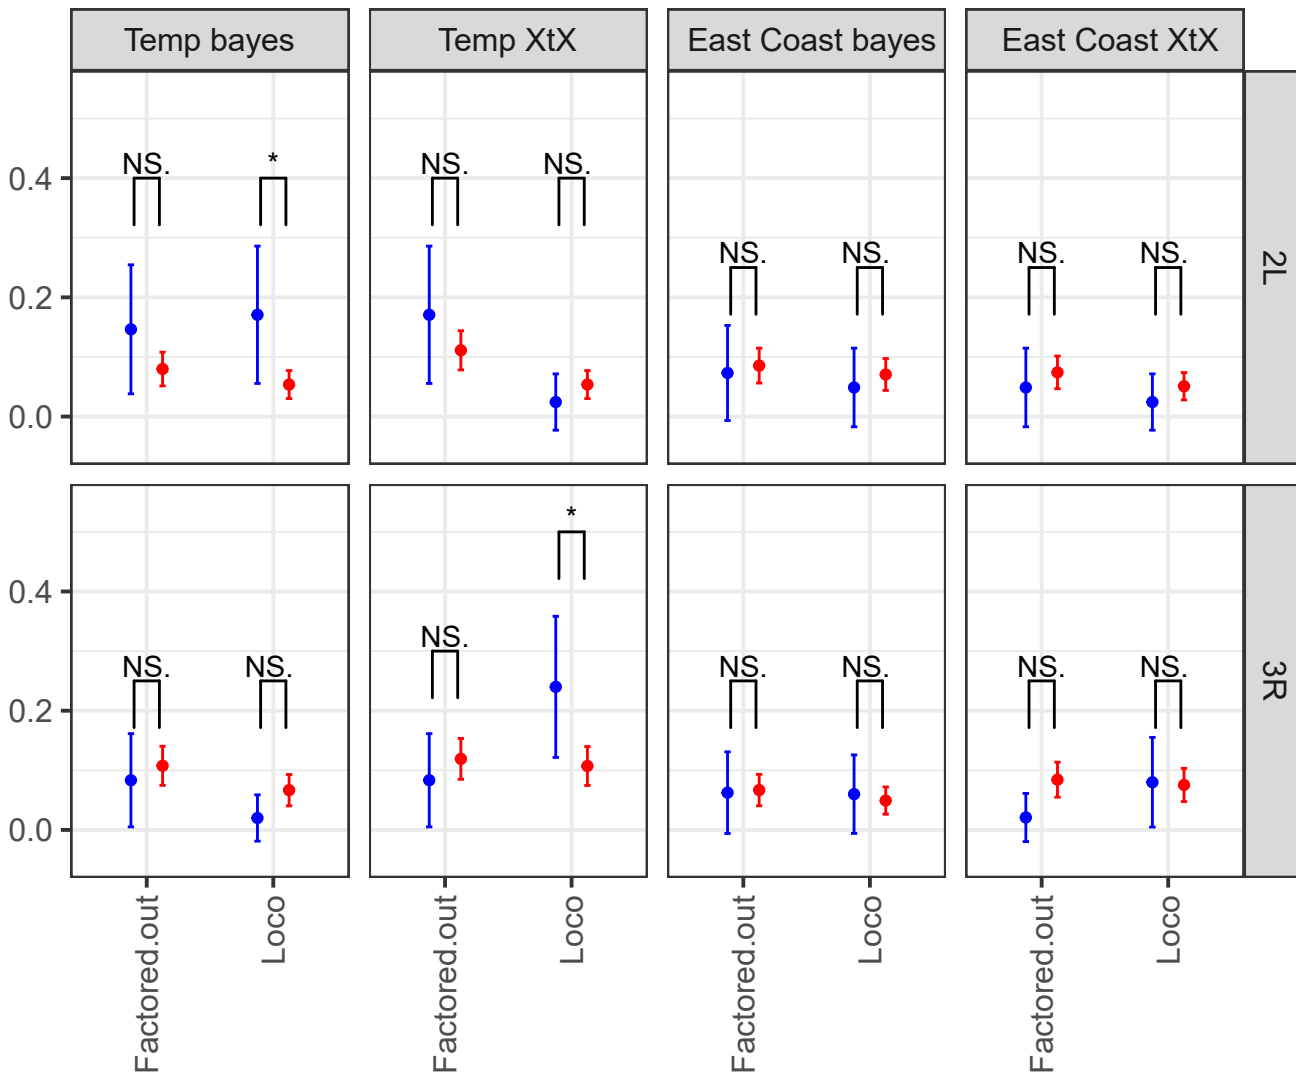 Temp bayes
Temp XtX
East Coast bayes
East Coast XtX
2L
0.4
0.2
0.0
NS.
*
NS.
NS.
NS.
NS.
NS.
NS.
3R
0.4
0.2
0.0
NS.
NS.
NS.
*
NS.
NS.
NS.
NS.
Factored.out
Loco
Factored.out
Loco
Factored.out
Loco
Factored.out
Loco